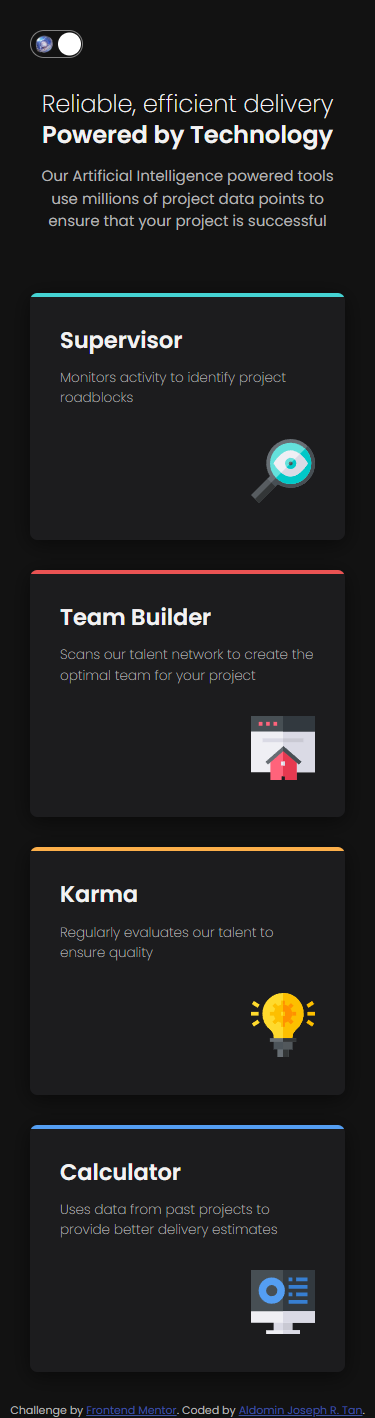 Reliable, efficient delivery
Powered by Technology
Our Artificial Intelligence powered tools
use millions of project data points to
ensure that your project is successful
Supervisor
Monitors activity to identify project
roadblocks
Team Builder
Scans our talent network to create the
optimal team for your project
Karma
Regularly evaluates our talent to
ensure quality
Calculator
Uses data from past projects to
provide better delivery estimates
Challenge by Frontend Mentor. Coded by Aldomin Joseph R. Tan.